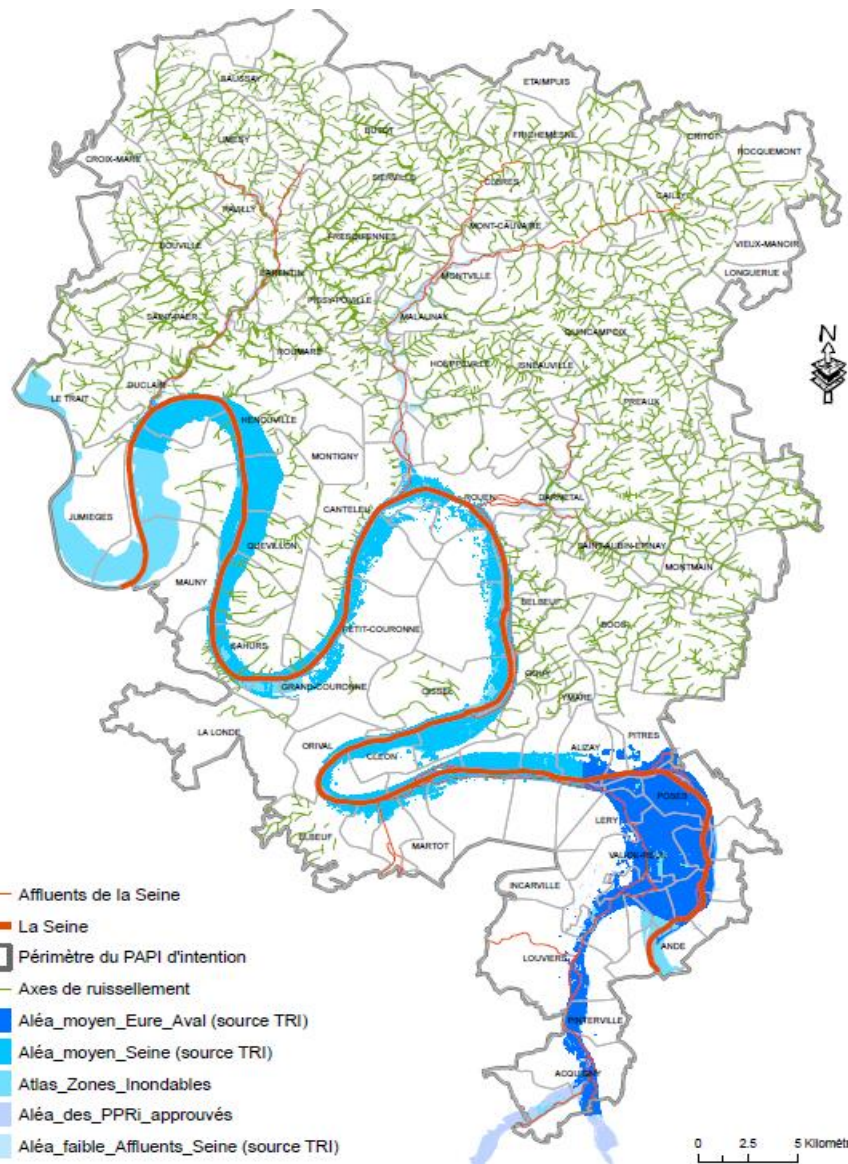 SAUSSAY
ETAIMPUIS
BUTOT
FRICHEMESNIL
CRITOT
LIMESY
ROCQUEMONT
CROIX-MARE
SIERVILLE
CLERES
CAILLY
PAVILLY
MONT-CAUVAIRE
FRESQUIENNES
BOUVILLE
VIEUX-MANOIR
BARENTIN
MONTVILLE
LONGUERUE
PISSY-POVILLE
SAINT-PAER
MALAUNAY
QUINCAMPOIX
N
ROUMARE
HOUPPEVILLE
ISNEAUVILLE
DUCLAIR
LE TRAIT
PREAUX
HENOUVILLE
MONTIGNY
ROUEN
DARNETAL
CANTELEU
JUMIEGES
QUEVILLON
SAINT-AUBIN-EPINAY
MONTMAIN
MAUNY
BELBEUF
PETIT-COURONNE
BOOS
SAHURS
GRAND-COURONNE
OISSEL
GOUY
YMARE
LA LONDE
ORIVAL
PITRES
ALIZAY
CLEON
POSES
LERY
ELBEUF
MARTOT
VAL-DE-REUIL
INCARVILLE
ANDE
LOUVIERS
PINTERVILLE
ACQUIGNY
Affluents de la Seine
La Seine
Périmètre du PAPI d'intention
Axes de ruissellement
Aléa_moyen_Eure_Aval (source TRI)
Aléa_moyen_Seine (source TRI)
Atlas_Zones_Inondables
Aléa_des_PPRi_approuvés
Aléa_faible_Affluents_Seine (source TRI)
0 2.5 5 Kilomètr